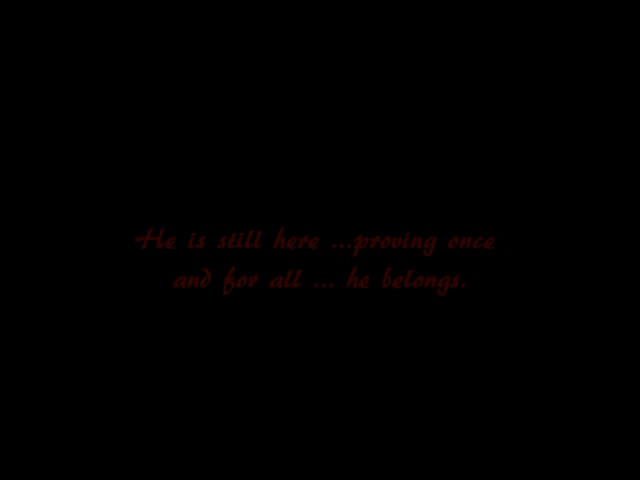 He is still here ...proving once
and for all ... he belongs.